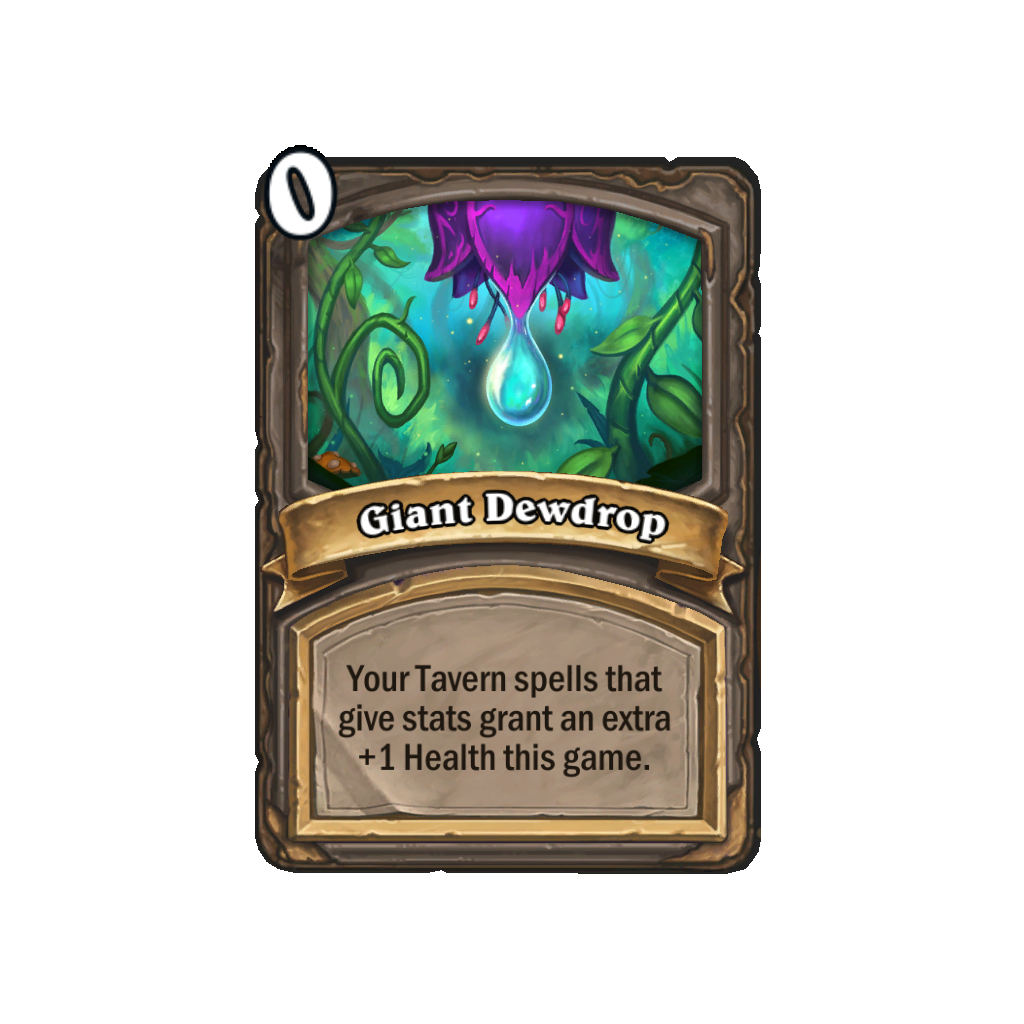 0
Giant Dewdrop
Your Tavern spells that
give stats grant an extra
+1 Health this game.